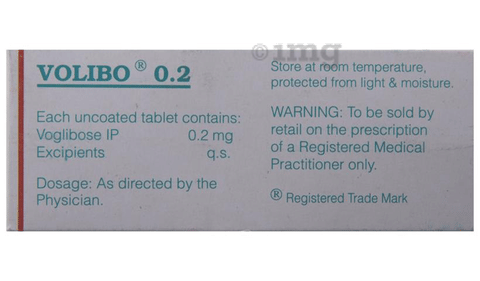 ©1mg
VOLIBO® 0.2
Each uncoated tablet contains:
Voglibose IP 0.2 mg
Excipients q.s.
Dosage: As directed by the
Physician.
Store at room temperature,
protected from light & moisture.
WARNING: To be sold by
retail on the prescription
of a Registered Medical
Practitioner only.
® Registered Trade Mark